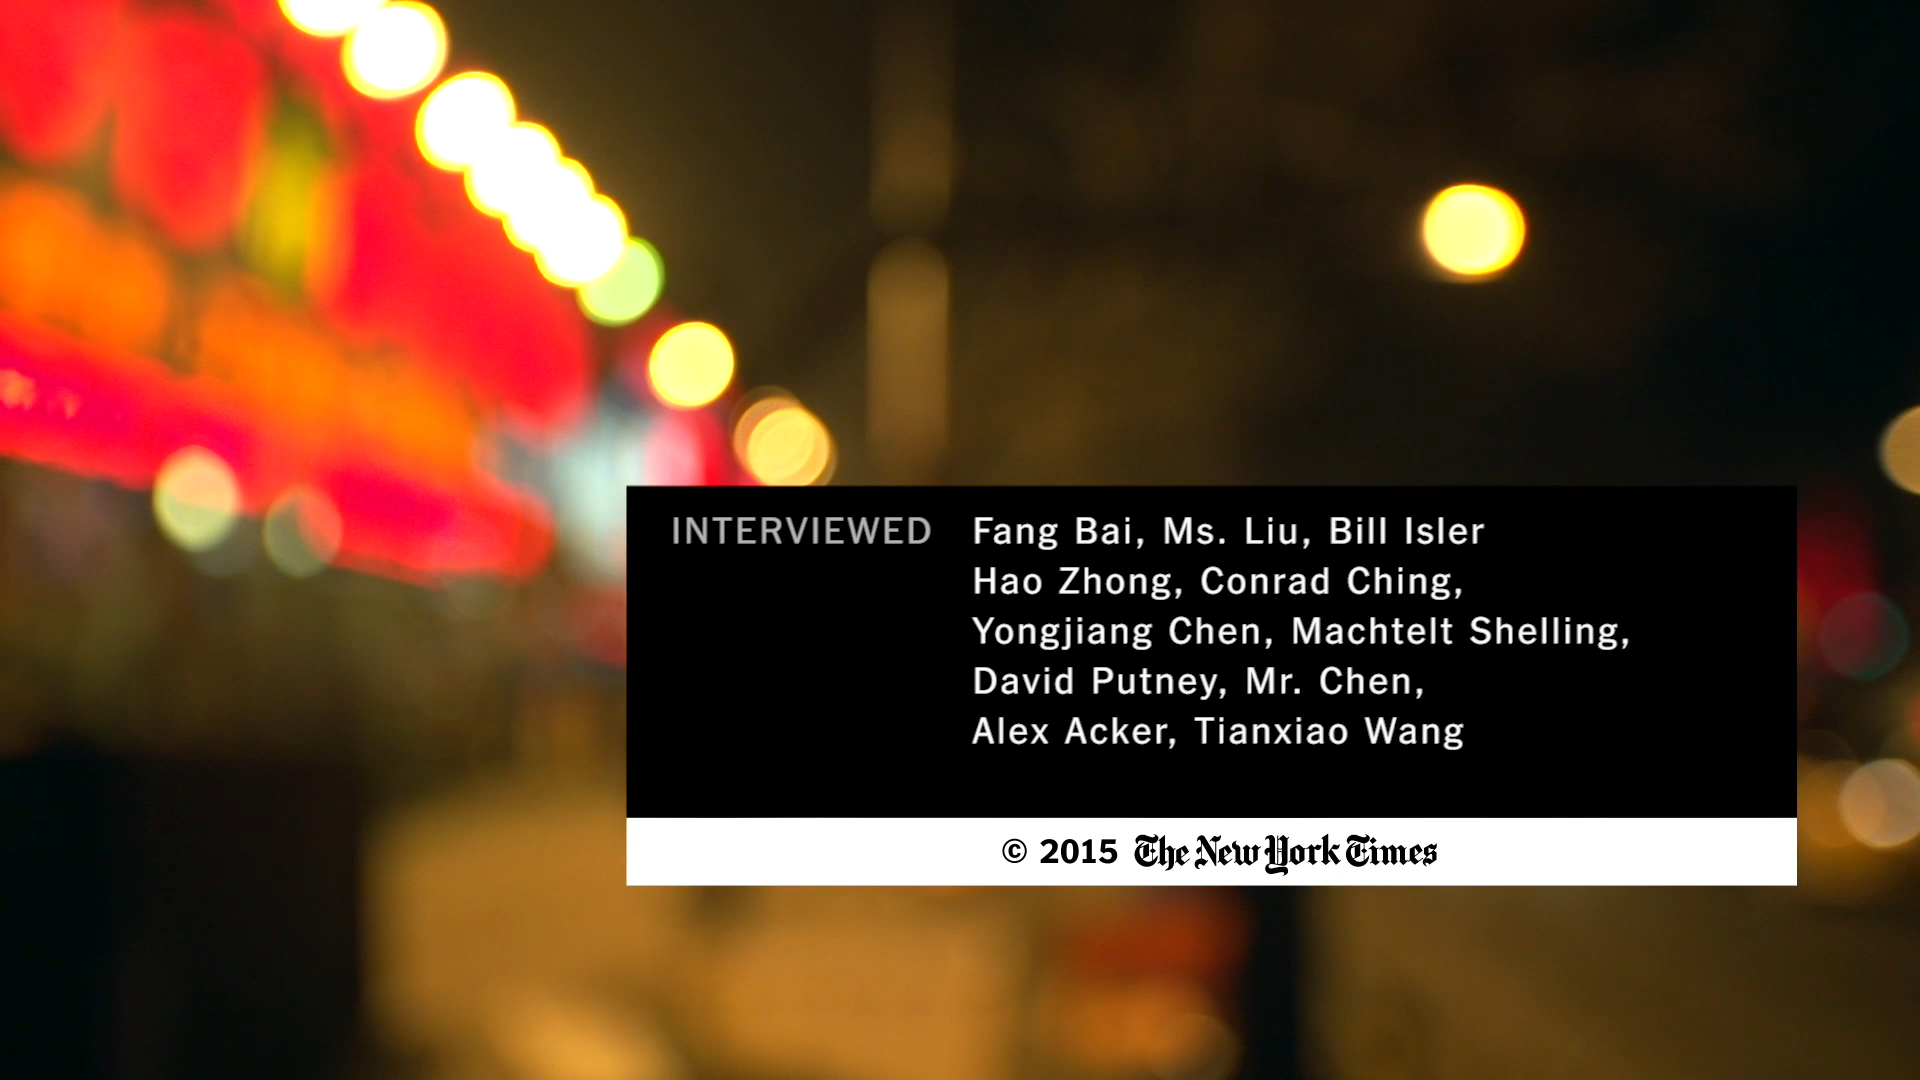 INTERVIEWED Fang Bai, Ms. Liu, Bill Isler
Hao Zhong, Conrad Ching,
Yongjiang Chen, Machtelt Shelling,
David Putney, Mr. Chen,
Alex Acker, Tianxiao Wang
© 2015 The New York Times